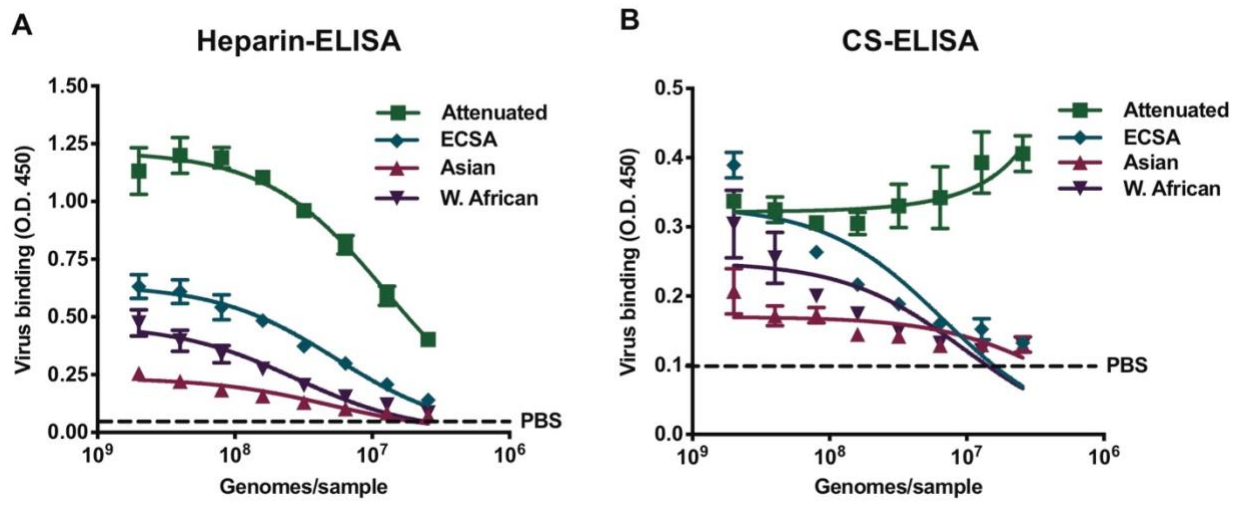 A
Heparin-ELISA
Virus binding (O.D. 450)
1.50
1.25
1.00
0.75
0.50
0.25
0.00
Attenuated
ECSA
Asian
W. African
PBS
10⁹
10⁸
10⁷
10⁶
Genomes/sample
B
CS-ELISA
Virus binding (O.D. 450)
0.5
0.4
0.3
0.2
0.1
0.0
Attenuated
ECSA
Asian
W. African
PBS
10⁹
10⁸
10⁷
10⁶
Genomes/sample